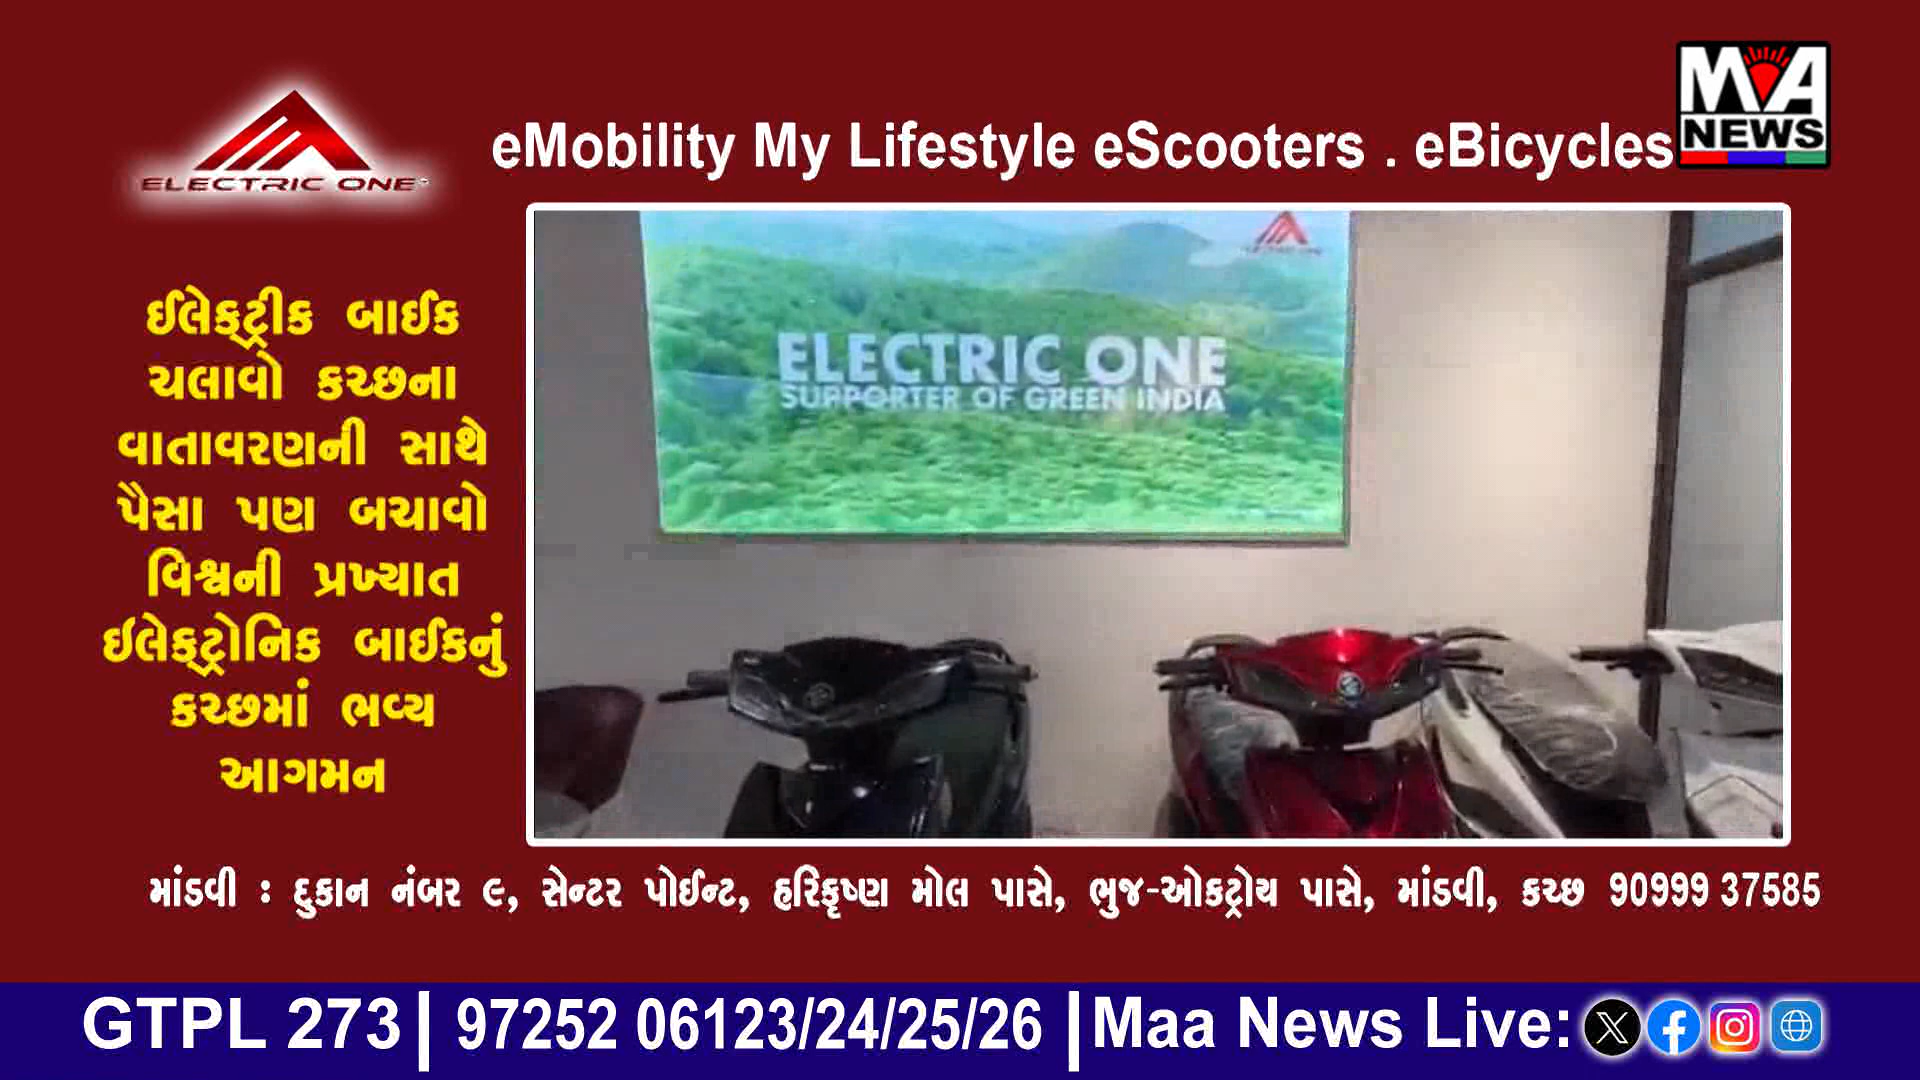 ELECTRIC ONE
eMobility My Lifestyle eScooters . eBicycles
MAA
NEWS
ELECTRIC ONE
SUPPORTER OF GREEN INDIA
ઈલેક્ટ્રીક બાઈક
ચલાવો કચ્છના
વાતાવરણની સાથે
પૈસા પણ બચાવો
વિશ્વની પ્રખ્યાત
ઈલેક્ટ્રોનિક બાઈકનું
કચ્છમાં ભવ્ય
આગમન
માંડવી : દુકાન નંબર ૯, સેન્ટર પોઈન્ટ, હરિકૃષ્ણ મોલ પાસે, ભુજ-ઓકટ્રોય પાસે, માંડવી, કચ્છ 90999 37585
GTPL 273 | 97252 06123/24/25/26 | Maa News Live: